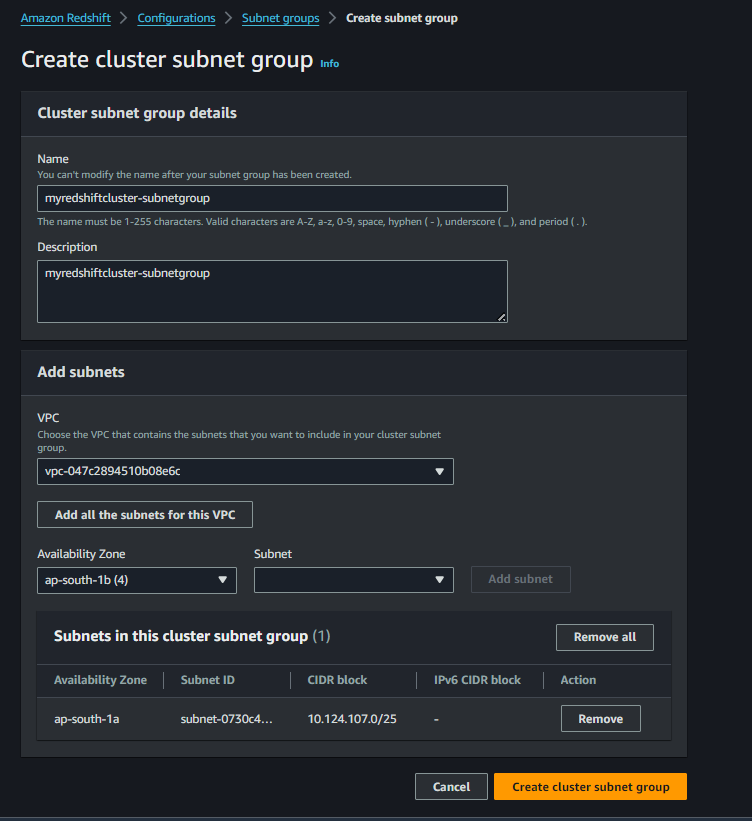 Amazon Redshift > Configurations > Subnet groups > Create subnet group
Create cluster subnet group Info
Cluster subnet group details
Name
You can't modify the name after your subnet group has been created.
myredshiftcluster-subnetgroup
The name must be 1-255 characters. Valid characters are A-Z, a-z, 0-9, space, hyphen ( - ), underscore ( _ ), and period ( . ).
Description
myredshiftcluster-subnetgroup
Add subnets
VPC
Choose the VPC that contains the subnets that you want to include in your cluster subnet
group.
vpc-047c2894510b08e6c
Add all the subnets for this VPC
Availability Zone Subnet
ap-south-1b (4) Add subnet
Subnets in this cluster subnet group (1) Remove all
Availability Zone Subnet ID CIDR block IPv6 CIDR block Action
ap-south-1a subnet-0730c4... 10.124.107.0/25 - Remove
Cancel Create cluster subnet group